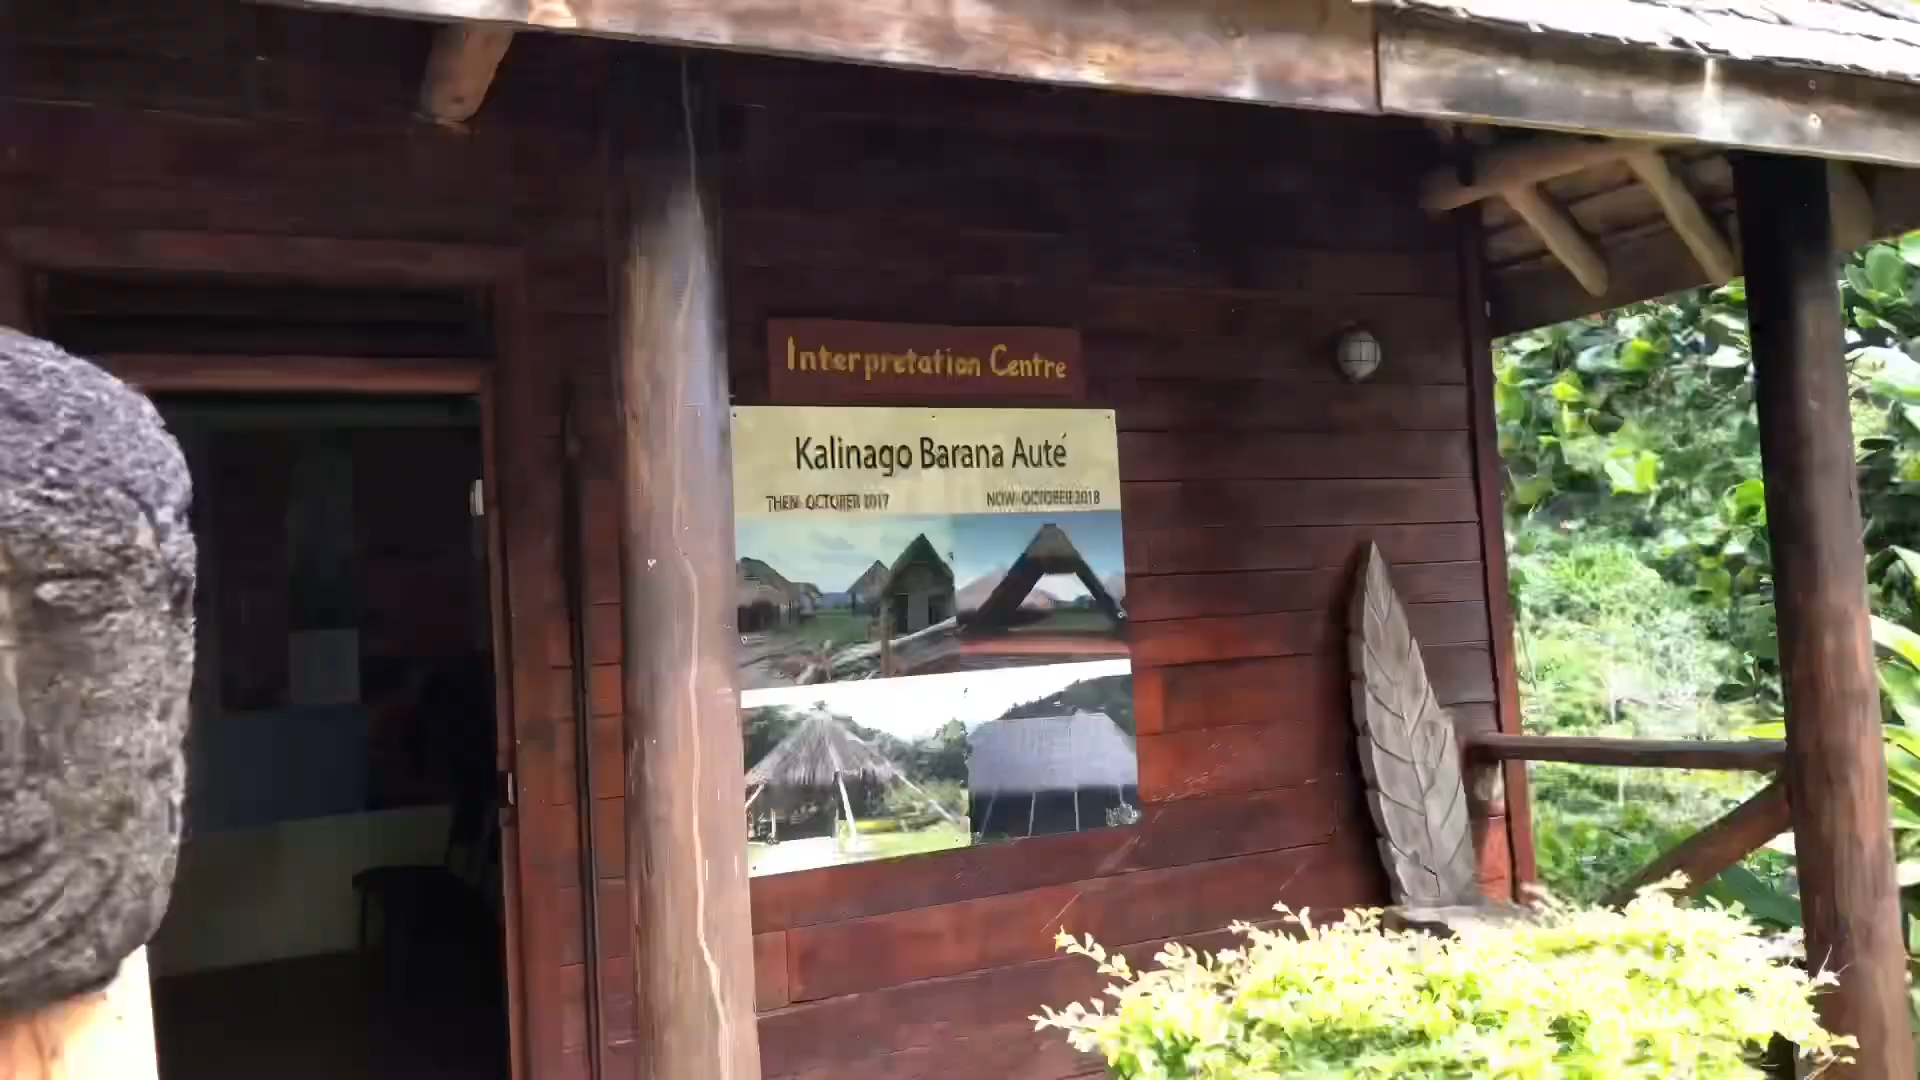 Interpretation Centre
Kalinago Barana Auté
THEN OCTOBER 2017
NOW OCTOBER 2018